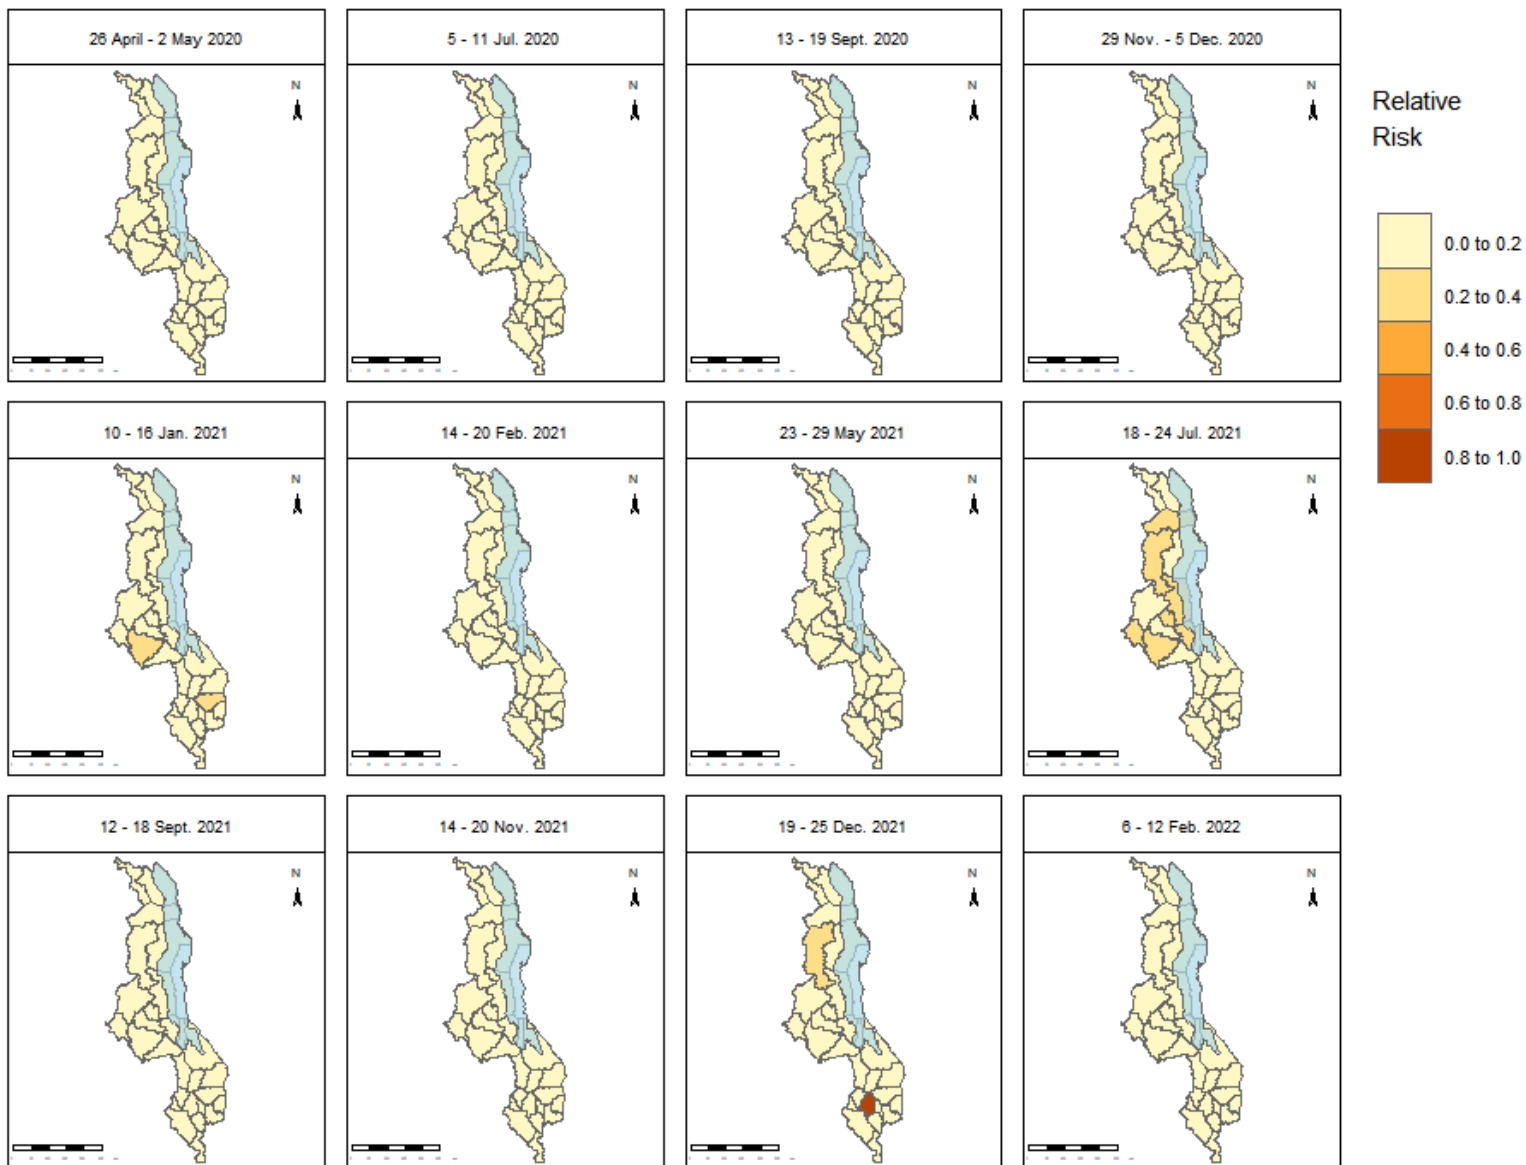 26 April - 2 May 2020
5 - 11 Jul. 2020
13 - 19 Sept. 2020
29 Nov. - 5 Dec. 2020
N
N
N
N
Relative
Risk
0.0 to 0.2
0.2 to 0.4
0.4 to 0.6
0.6 to 0.8
0.8 to 1.0
10 - 16 Jan. 2021
14 - 20 Feb. 2021
23 - 29 May 2021
18 - 24 Jul. 2021
N
N
N
N
12 - 18 Sept. 2021
14 - 20 Nov. 2021
19 - 25 Dec. 2021
6 - 12 Feb. 2022
N
N
N
N